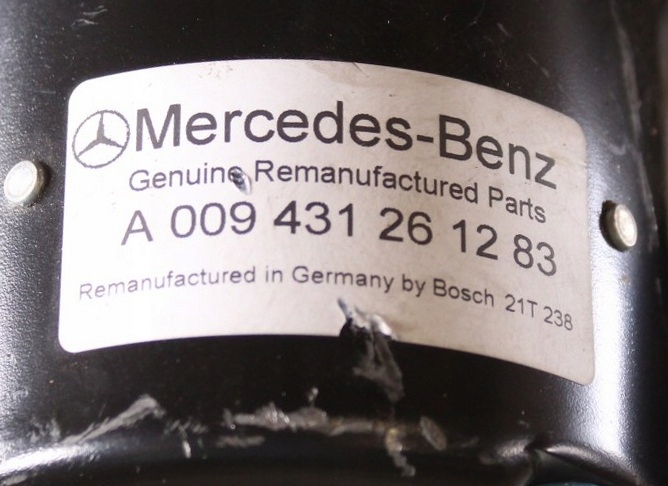 Mercedes-Benz
Genuine Remanufactured Parts
A 009 431 26 12 83
Remanufactured in Germany by Bosch 21T 238